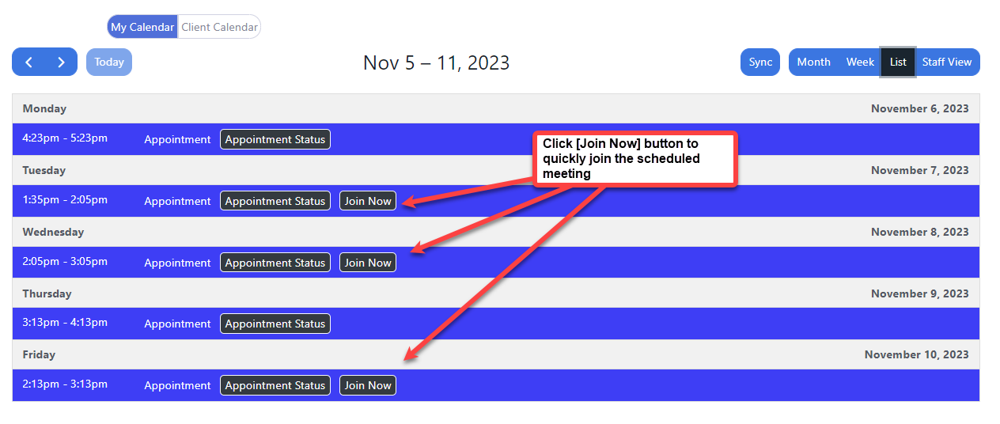 My Calendar Client Calendar
Today Nov 5 – 11, 2023 Sync Month Week List Staff View
Monday November 6, 2023
4:23pm - 5:23pm Appointment Appointment Status
Click [Join Now] button to
quickly join the scheduled
meeting
Tuesday November 7, 2023
1:35pm - 2:05pm Appointment Appointment Status Join Now
Wednesday November 8, 2023
2:05pm - 3:05pm Appointment Appointment Status Join Now
Thursday November 9, 2023
3:13pm - 4:13pm Appointment Appointment Status
Friday November 10, 2023
2:13pm - 3:13pm Appointment Appointment Status Join Now